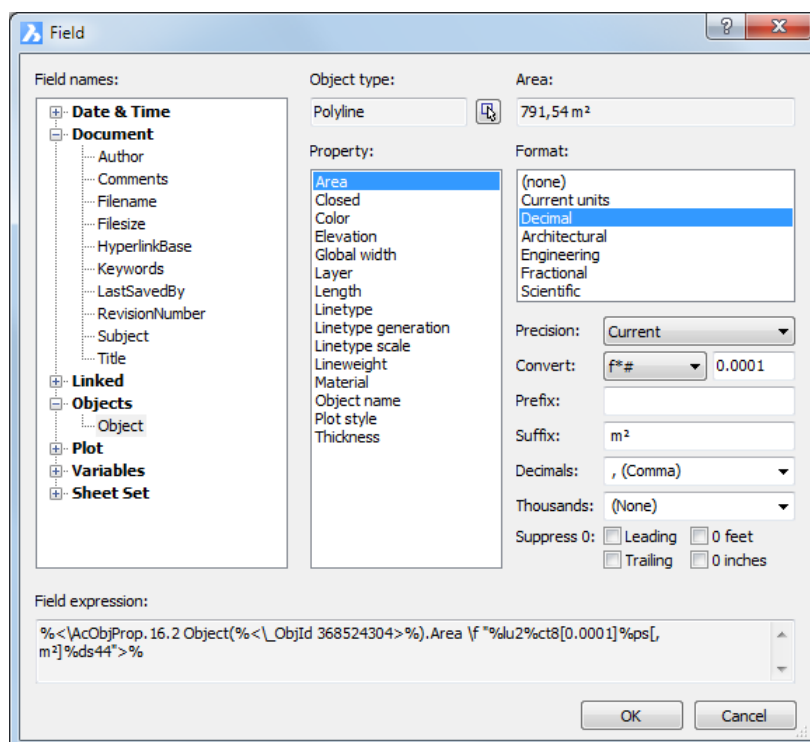 Field
Field names:
Date & Time
Document
Author
Comments
Filename
Filesize
HyperlinkBase
Keywords
LastSavedBy
RevisionNumber
Subject
Title
Linked
Objects
Object
Plot
Variables
Sheet Set
Object type:
Polyline
Property:
Area
Closed
Color
Elevation
Global width
Layer
Length
Linetype
Linetype generation
Linetype scale
Lineweight
Material
Object name
Plot style
Thickness
Area:
791,54 m²
Format:
(none)
Current units
Decimal
Architectural
Engineering
Fractional
Scientific
Precision: Current
Convert: f*# 0.0001
Prefix:
Suffix: m²
Decimals: , (Comma)
Thousands: (None)
Suppress 0: Leading 0 feet
Trailing 0 inches
Field expression:
%<\AcObjProp.16.2 Object(%<\_ObjId 368524304>%).Area \f "%lu2%ct8[0.0001]%ps[,
m²]%ds44">%
OK Cancel